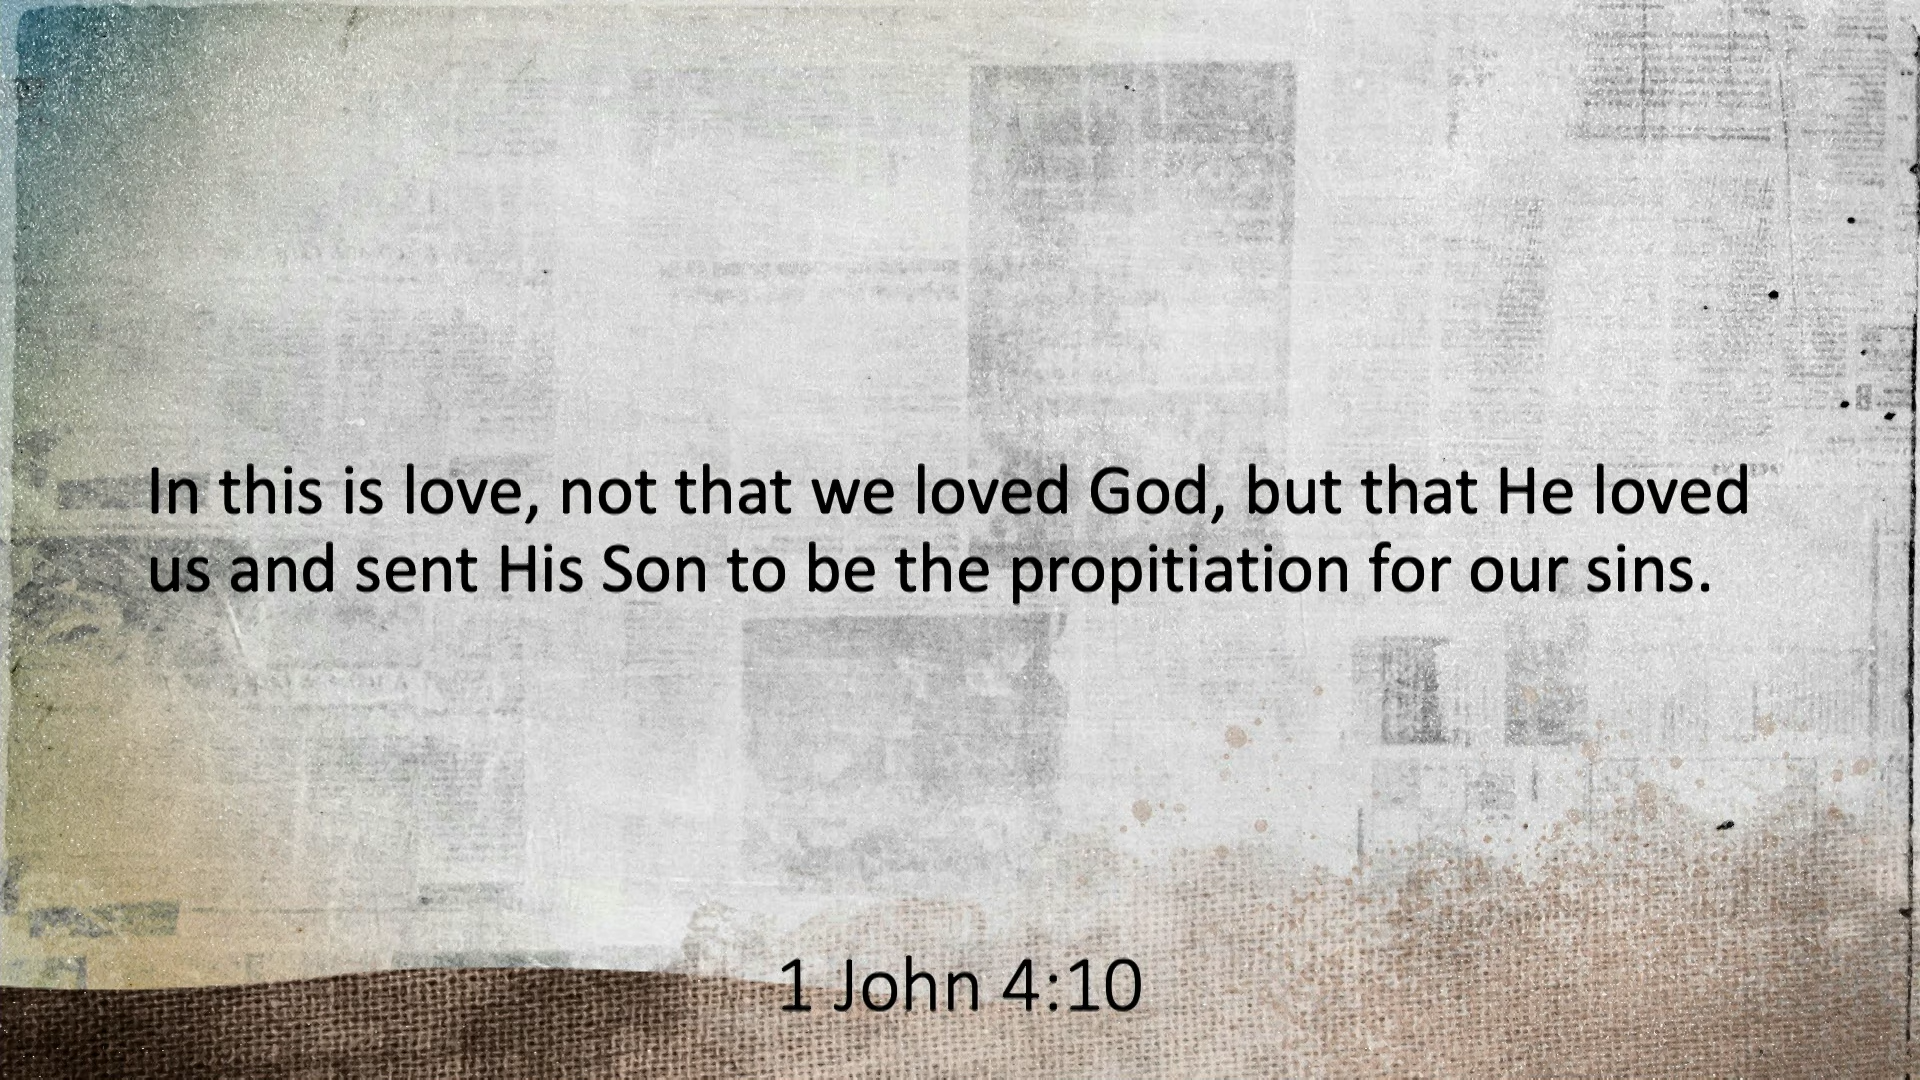 In this is love, not that we loved God, but that He loved
us and sent His Son to be the propitiation for our sins.
1 John 4:10